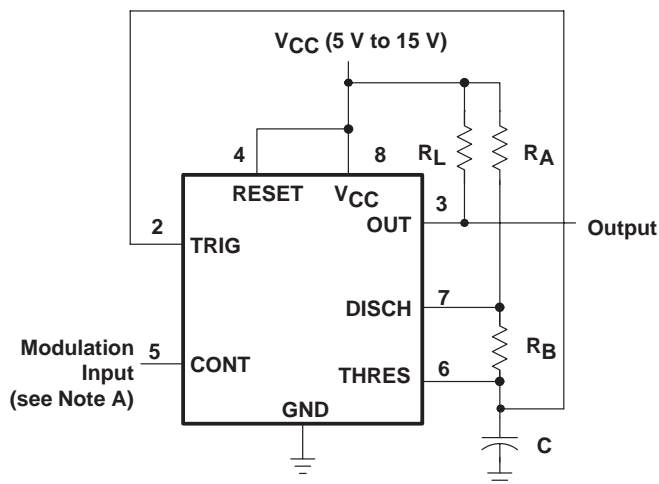 VCC (5 V to 15 V)
4
8
RL
RA
RESET
VCC
3
2
OUT
Output
TRIG
DISCH
7
Modulation
Input
(see Note A)
5
CONT
RB
6
THRES
GND
C